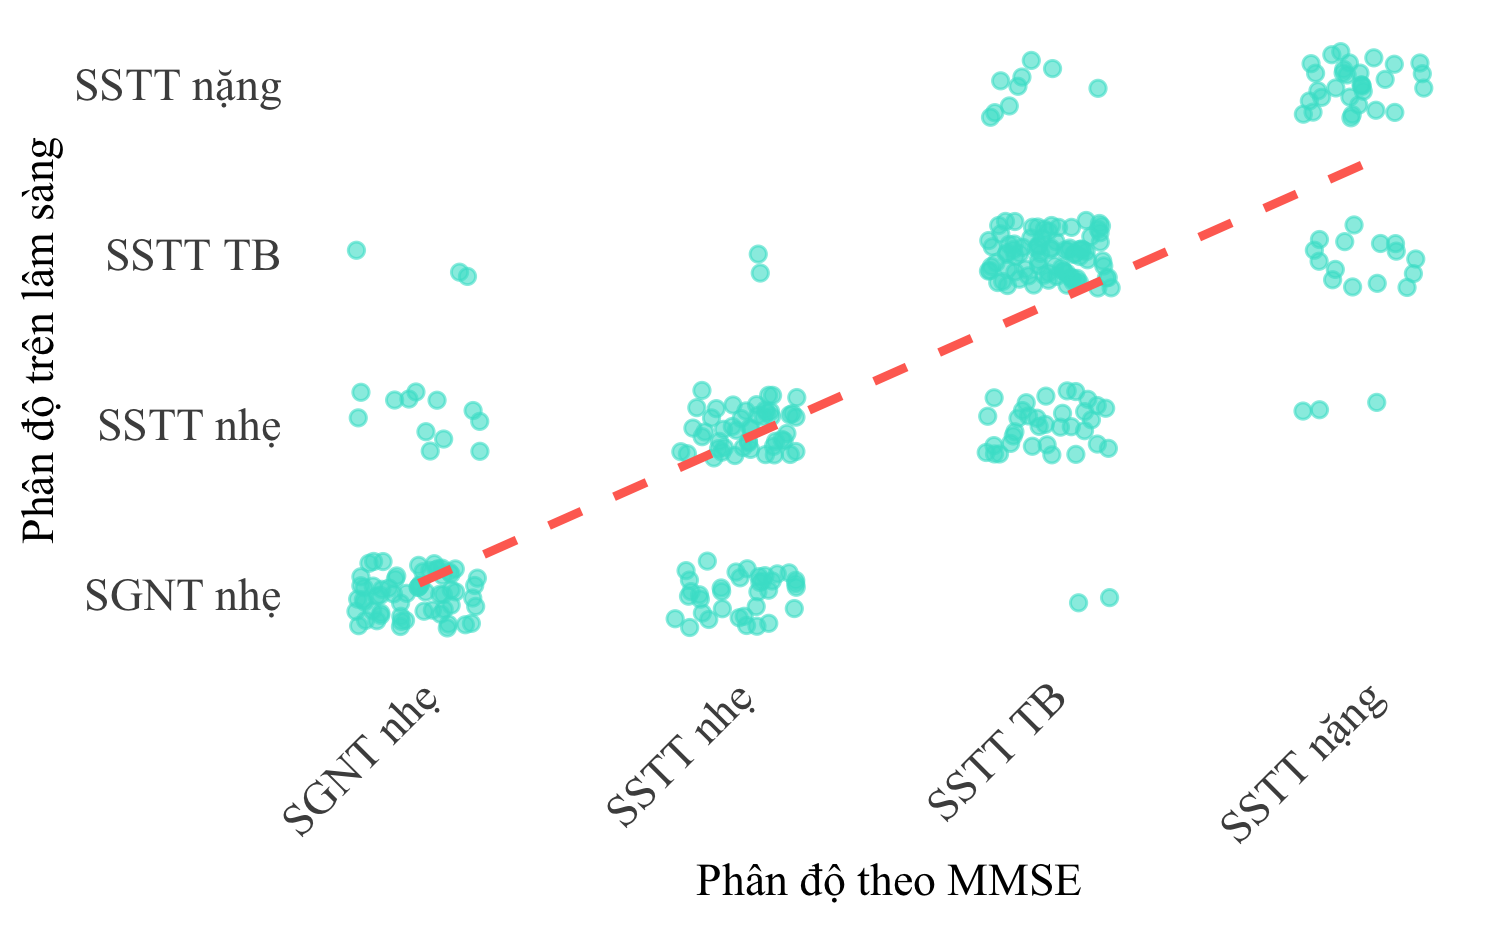 Phân độ trên lâm sàng
SSTT nặng
SSTT TB
SSTT nhẹ
SGNT nhẹ
SGNT nhẹ
SSTT nhẹ
SSTT TB
SSTT nặng
Phân độ theo MMSE